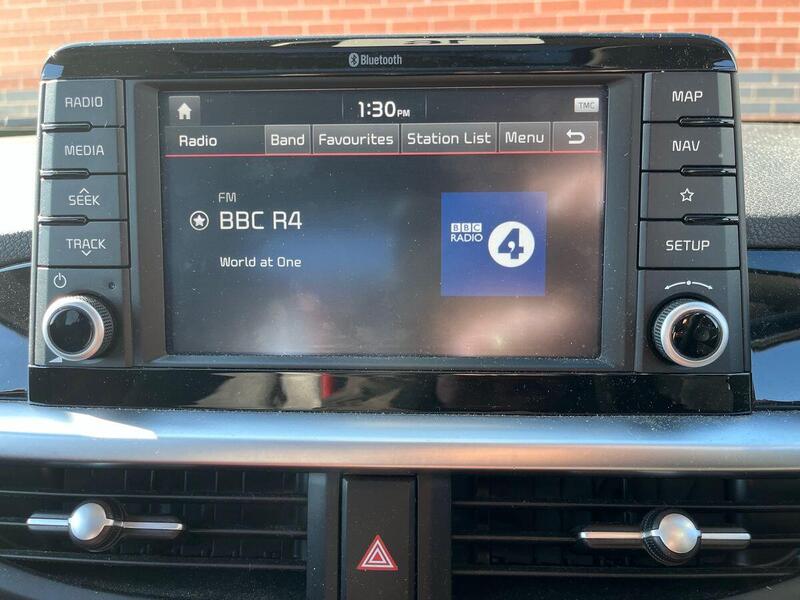 Bluetooth
RADIO
MEDIA
SEEK
TRACK
1:30PM
TMC
Radio
Band
Favourites
Station List
Menu
FM
BBC R4
World at One
BBC
RADIO
4
MAP
NAV
SETUP